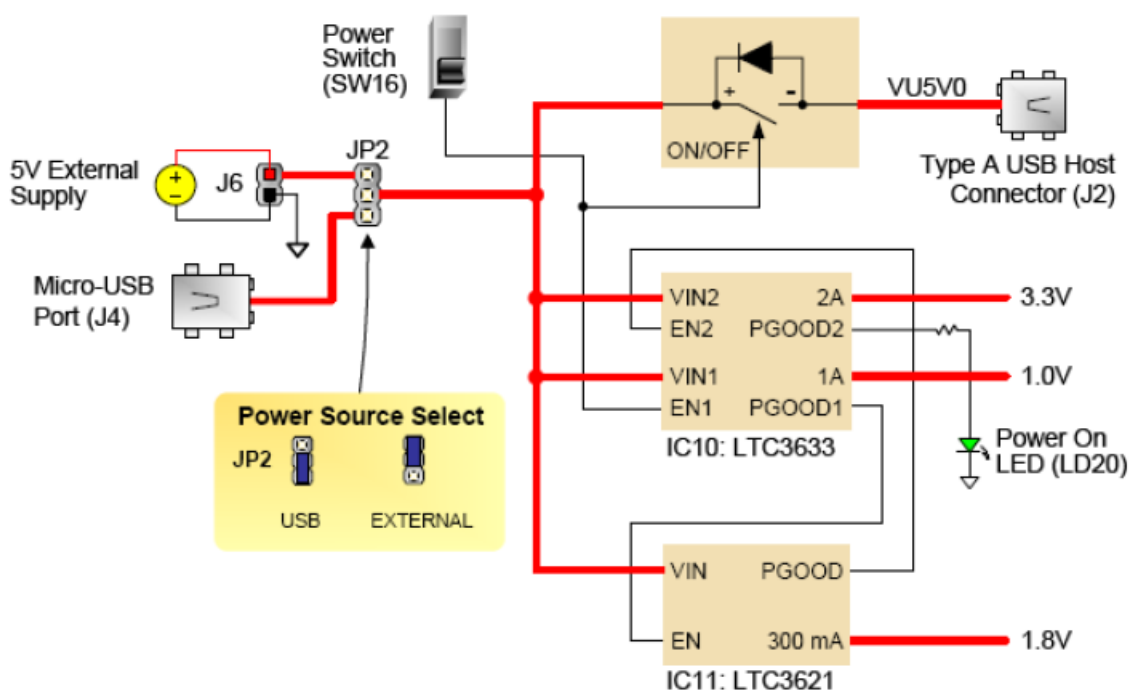 Power
Switch
(SW16)
VU5V0
+ -
ON/OFF
Type A USB Host
Connector (J2)
5V External
Supply
+
−
J6
JP2
Micro-USB
Port (J4)
VIN2 2A 3.3V
EN2 PGOOD2
VIN1 1A 1.0V
EN1 PGOOD1
IC10: LTC3633
Power On
LED (LD20)
Power Source Select
JP2
USB EXTERNAL
VIN PGOOD
EN 300 mA 1.8V
IC11: LTC3621